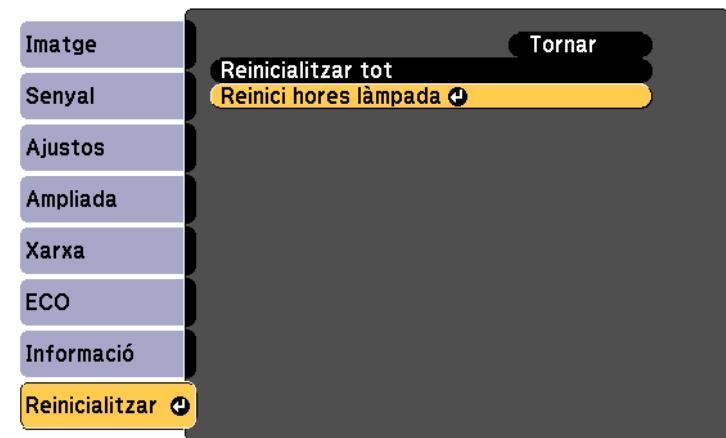 Imatge
Senyal
Ajustos
Ampliada
Xarxa
ECO
Informació
Reinicialitzar
Tornar
Reinicialitzar tot
Reinici hores làmpada